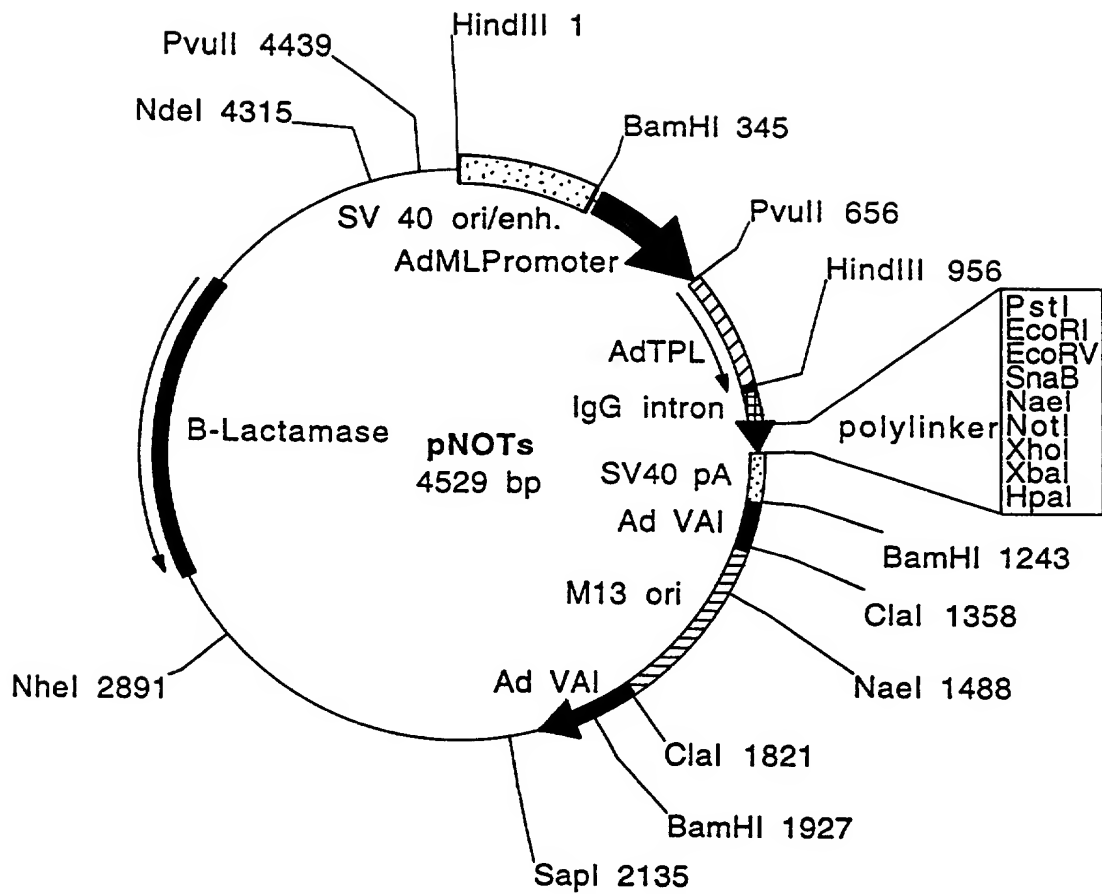 HindIII 1
PvuII 4439
NdeI 4315
BamHI 345
SV 40 ori/enh.
PvuII 656
AdMLPromoter
HindIII 956
PstI
EcoRI
EcoRV
SnaB
NaeI
NotI
XhoI
XbaI
HpaI
AdTPL
IgG intron
polylinker
B-Lactamase
pNOTs
4529 bp
SV40 pA
Ad VAI
BamHI 1243
M13 ori
ClaI 1358
NheI 2891
Ad VAI
NaeI 1488
ClaI 1821
BamHI 1927
SapI 2135